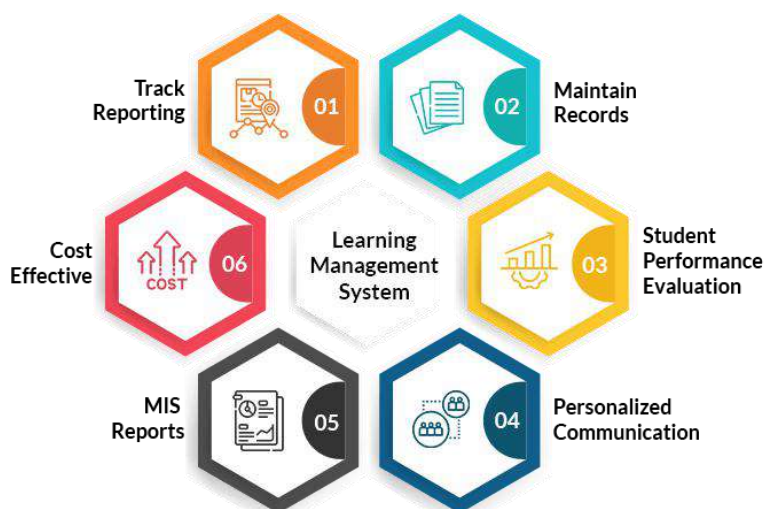 Track
Reporting
01
02
Maintain
Records
Cost
Effective
COST
06
Learning
Management
System
03
Student
Performance
Evaluation
MIS
Reports
05
04
Personalized
Communication